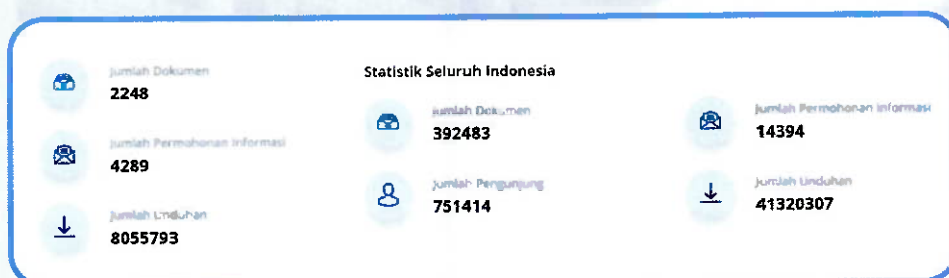 Jumlah Dokumen
2248
Jumlah Permohonan Informasi
4289
Jumlah Unduhan
8055793
Statistik Seluruh Indonesia
Jumlah Dokumen
392483
Jumlah Pengunjung
751414
Jumlah Permohonan Informasi
14394
Jumlah Unduhan
41320307